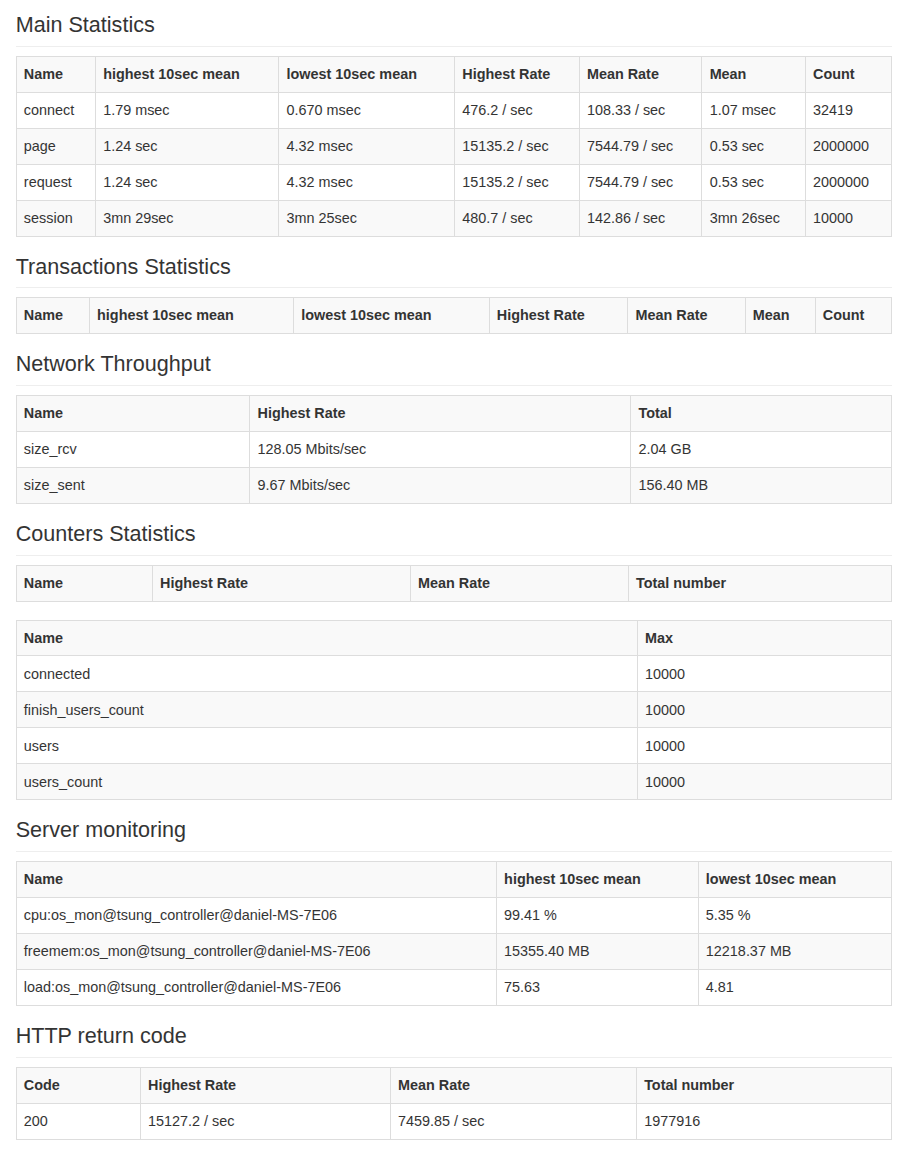 Main Statistics
Name highest 10sec mean lowest 10sec mean Highest Rate Mean Rate Mean Count
connect 1.79 msec 0.670 msec 476.2 / sec 108.33 / sec 1.07 msec 32419
page 1.24 sec 4.32 msec 15135.2 / sec 7544.79 / sec 0.53 sec 2000000
request 1.24 sec 4.32 msec 15135.2 / sec 7544.79 / sec 0.53 sec 2000000
session 3mn 29sec 3mn 25sec 480.7 / sec 142.86 / sec 3mn 26sec 10000
Transactions Statistics
Name highest 10sec mean lowest 10sec mean Highest Rate Mean Rate Mean Count
Network Throughput
Name Highest Rate Total
size_rcv 128.05 Mbits/sec 2.04 GB
size_sent 9.67 Mbits/sec 156.40 MB
Counters Statistics
Name Highest Rate Mean Rate Total number
Name Max
connected 10000
finish_users_count 10000
users 10000
users_count 10000
Server monitoring
Name highest 10sec mean lowest 10sec mean
cpu:os_mon@tsung_controller@daniel-MS-7E06 99.41 % 5.35 %
freemem:os_mon@tsung_controller@daniel-MS-7E06 15355.40 MB 12218.37 MB
load:os_mon@tsung_controller@daniel-MS-7E06 75.63 4.81
HTTP return code
Code Highest Rate Mean Rate Total number
200 15127.2 / sec 7459.85 / sec 1977916